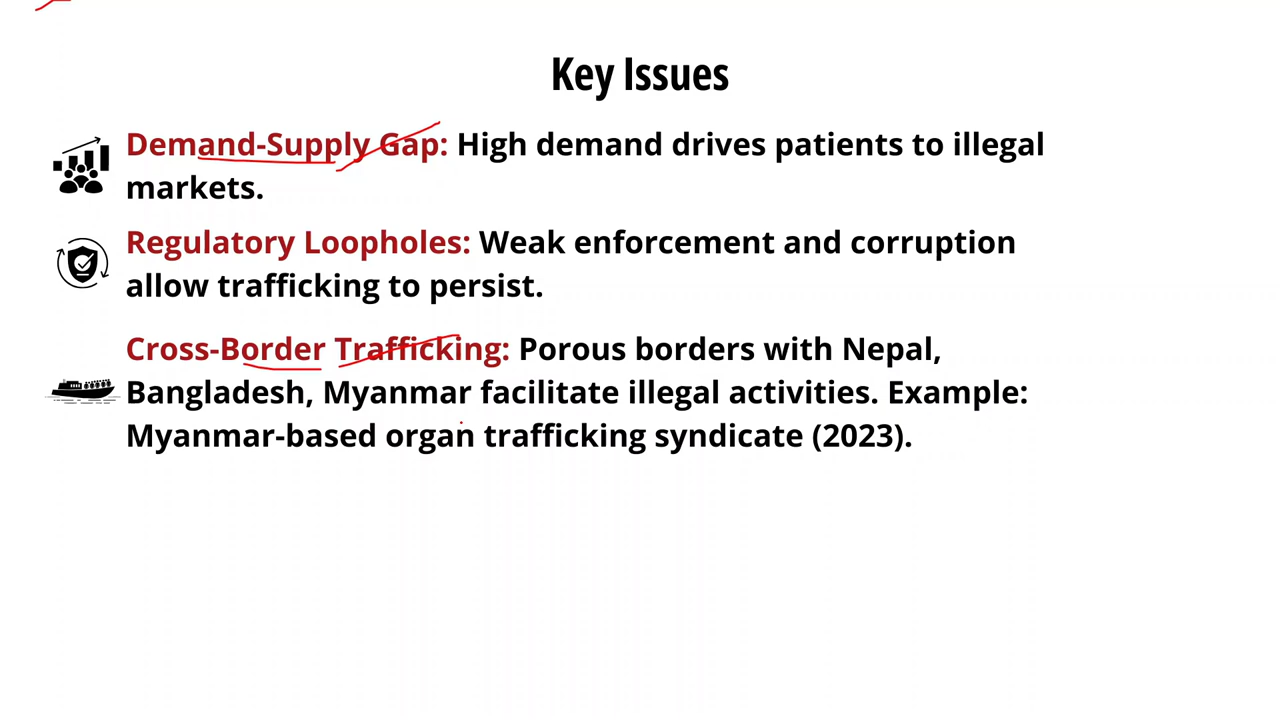 Key Issues
Demand-Supply Gap: High demand drives patients to illegal
markets.
Regulatory Loopholes: Weak enforcement and corruption
allow trafficking to persist.
Cross-Border Trafficking: Porous borders with Nepal,
Bangladesh, Myanmar facilitate illegal activities. Example:
Myanmar-based organ trafficking syndicate (2023).